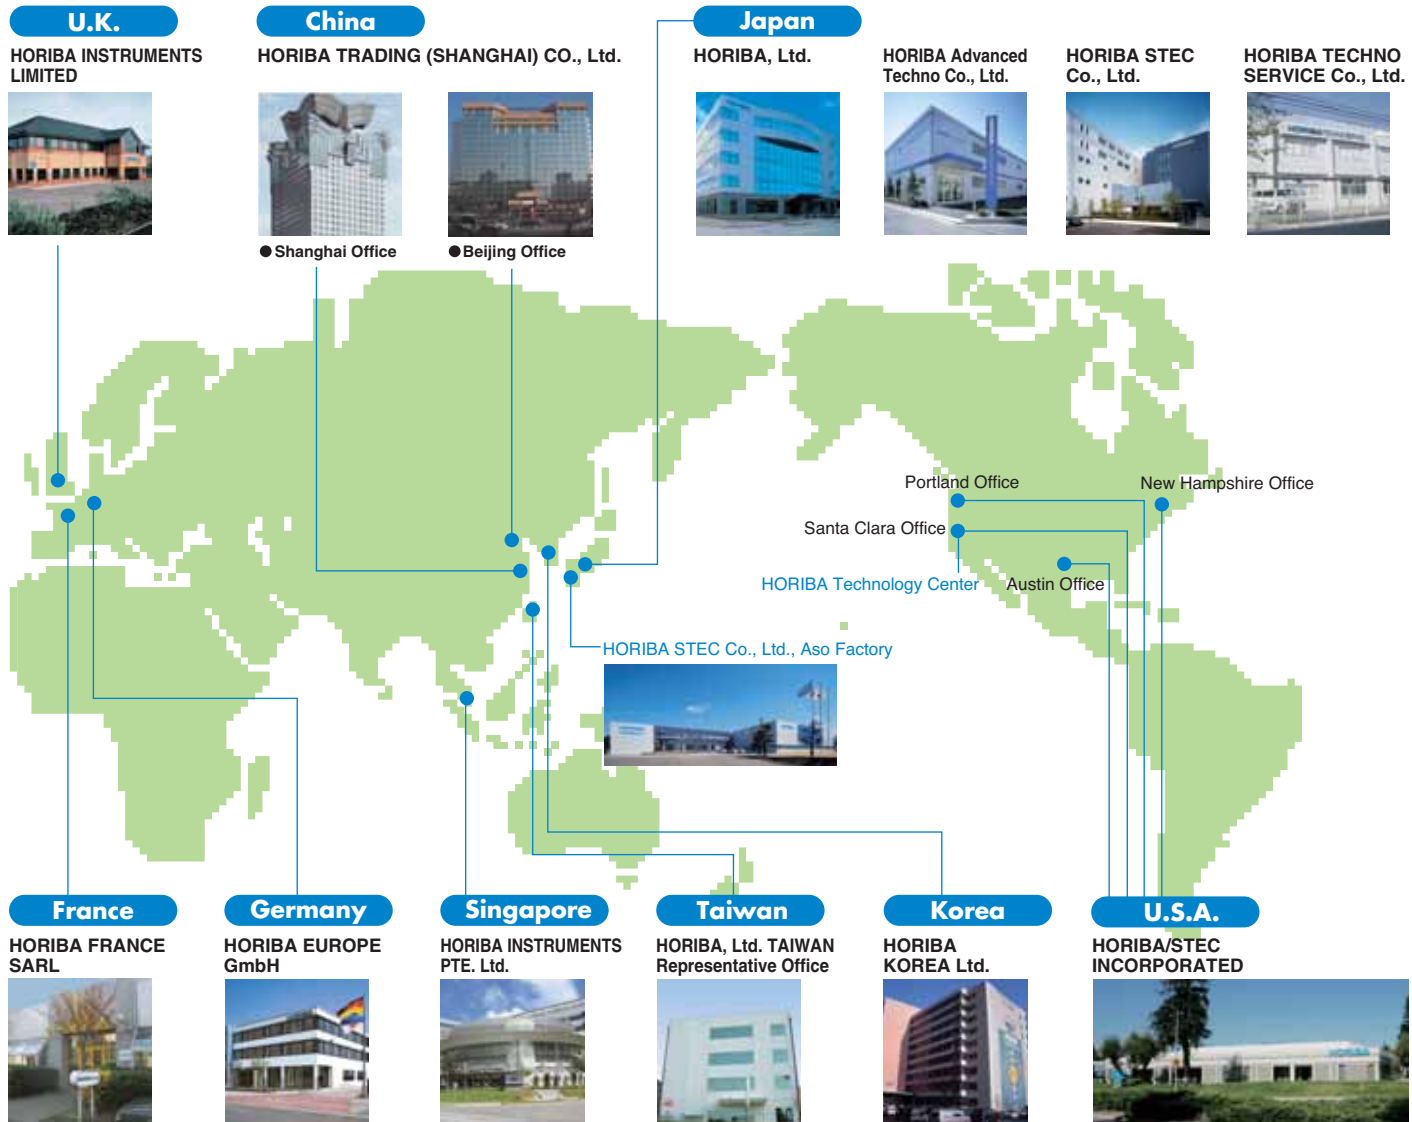 U.K.
HORIBA INSTRUMENTS
LIMITED
China
HORIBA TRADING (SHANGHAI) CO., Ltd.
●Shanghai Office
●Beijing Office
Japan
HORIBA, Ltd.
HORIBA Advanced
Techno Co., Ltd.
HORIBA STEC
Co., Ltd.
HORIBA TECHNO
SERVICE Co., Ltd.
Portland Office
New Hampshire Office
Santa Clara Office
HORIBA Technology Center
Austin Office
HORIBA STEC Co., Ltd., Aso Factory
France
HORIBA FRANCE
SARL
Germany
HORIBA EUROPE
GmbH
Singapore
HORIBA INSTRUMENTS
PTE. Ltd.
Taiwan
HORIBA, Ltd. TAIWAN
Representative Office
Korea
HORIBA
KOREA Ltd.
U.S.A.
HORIBA/STEC
INCORPORATED
HORIBA